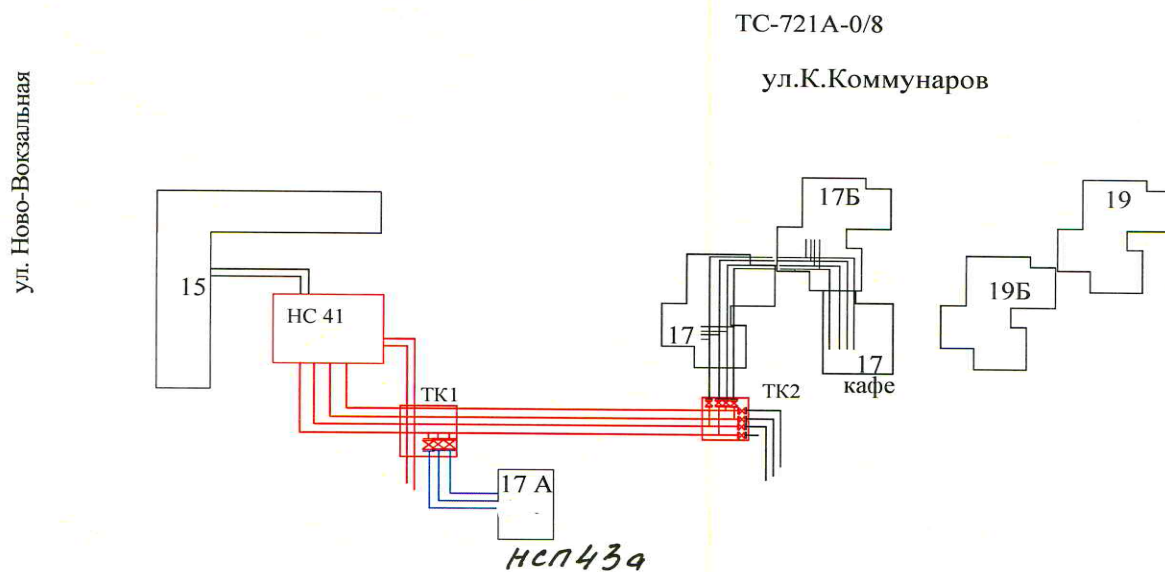 ТС-721А-0/8
ул.К.Коммунаров
ул. Ново-Вокзальная
17Б
19
15
19Б
НС 41
17
17
кафе
ТК1
ТК2
17 А
нсп43а